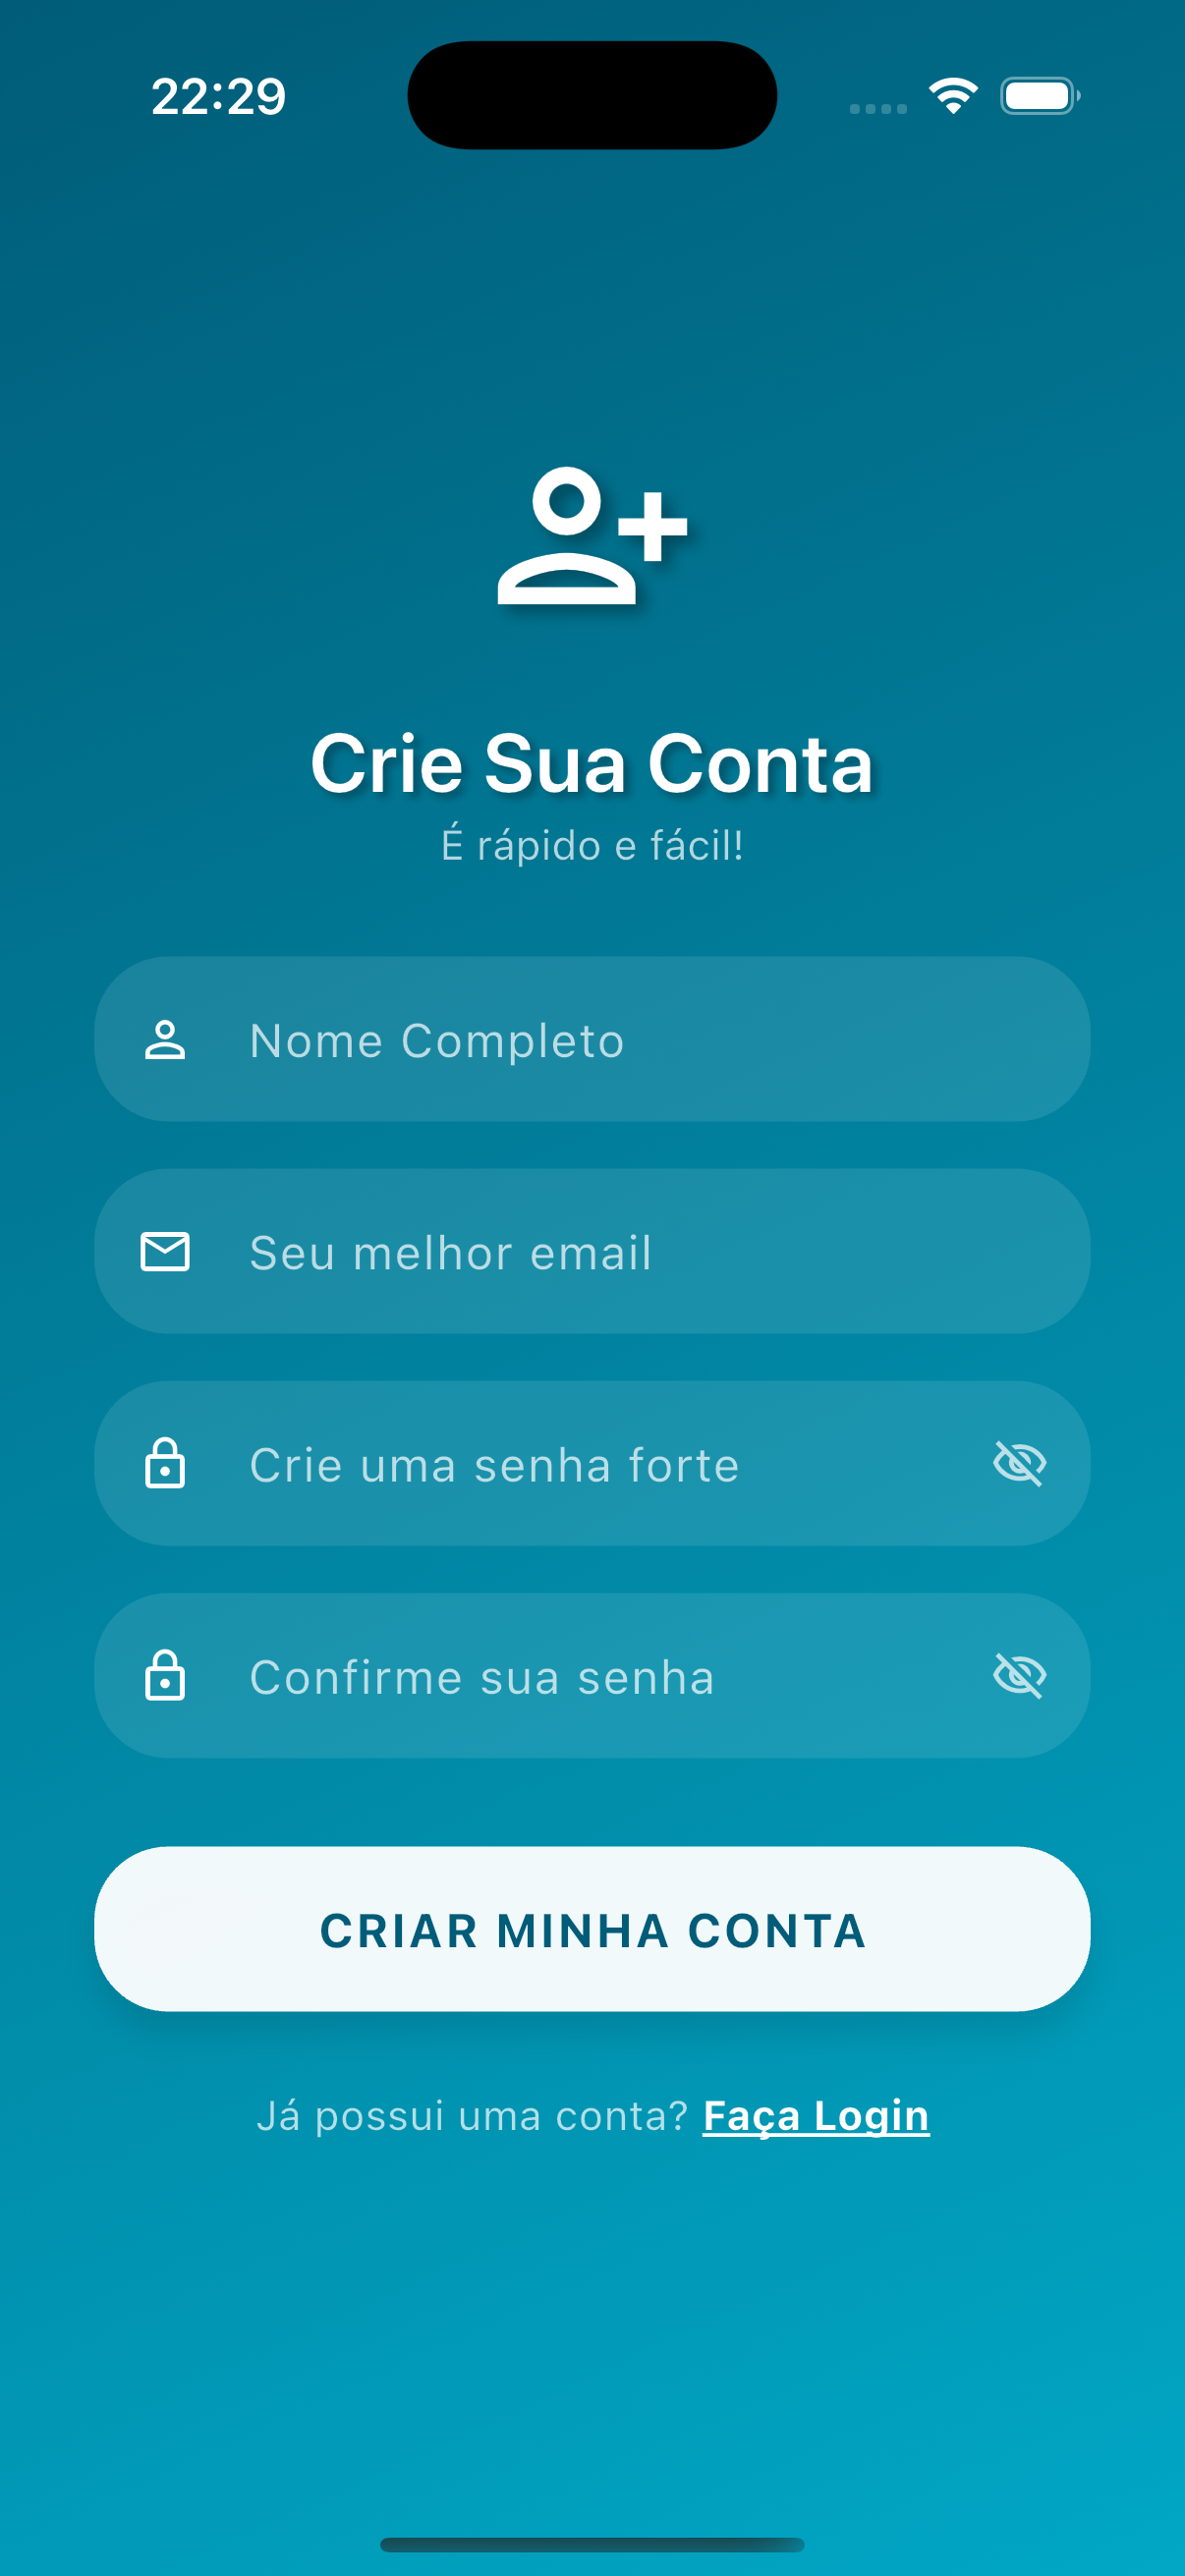 22:29
Crie Sua Conta
É rápido e fácil!
Nome Completo
Seu melhor email
Crie uma senha forte
Confirme sua senha
CRIAR MINHA CONTA
Já possui uma conta? Faça Login